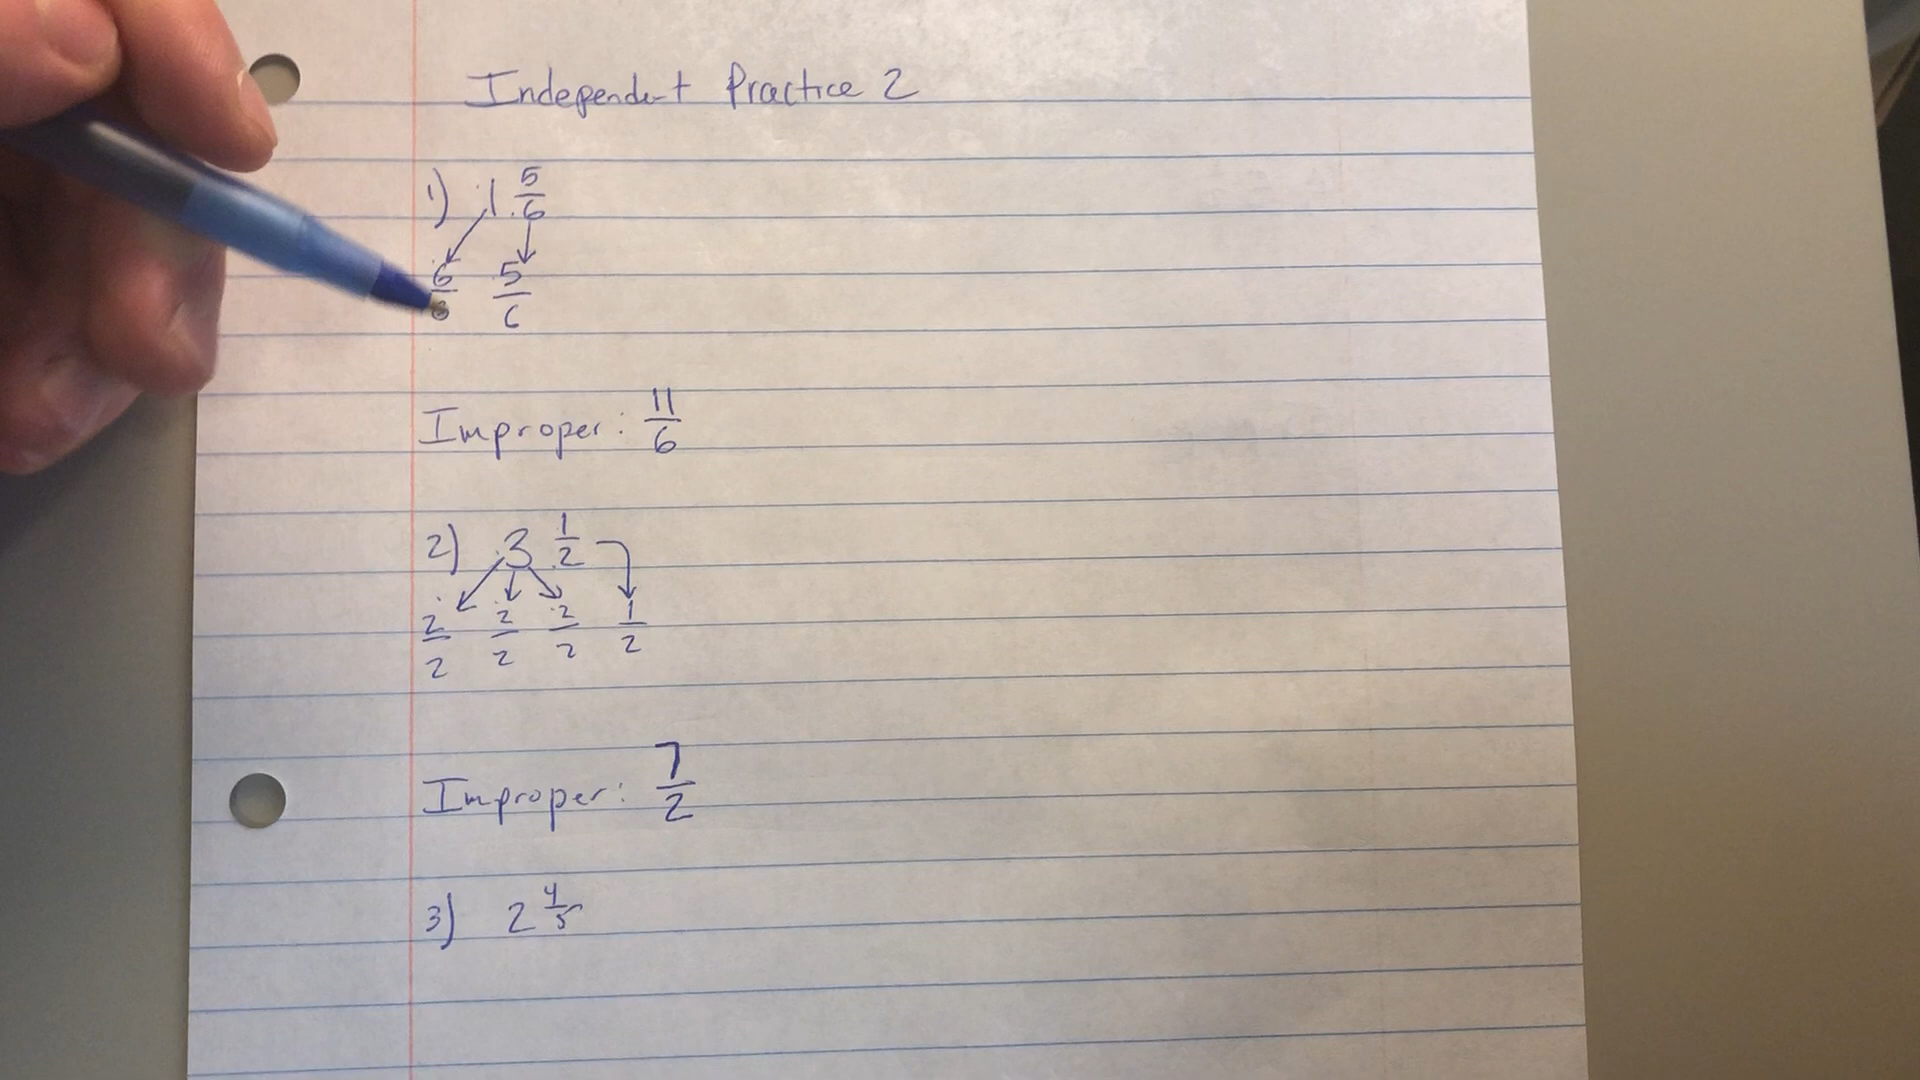 Independent Practice 2
1) 1 5/6
6/6 5/6
Improper: 11/6
2) 3 1/2
2/2 2/2 2/2 1/2
Improper: 7/2
3) 2 4/5